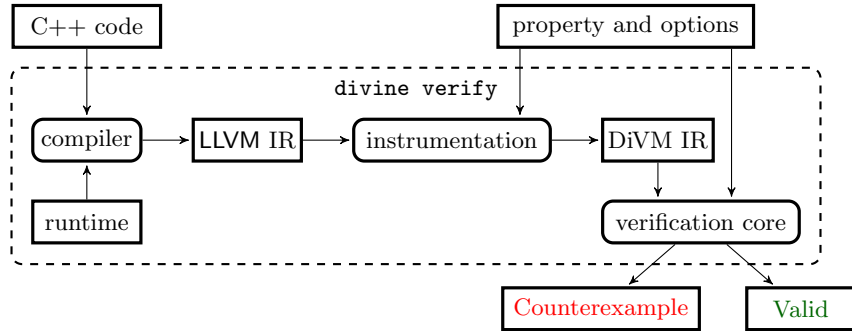 C++ code
property and options
divine verify
compiler
LLVM IR
instrumentation
DiVM IR
runtime
verification core
Counterexample
Valid